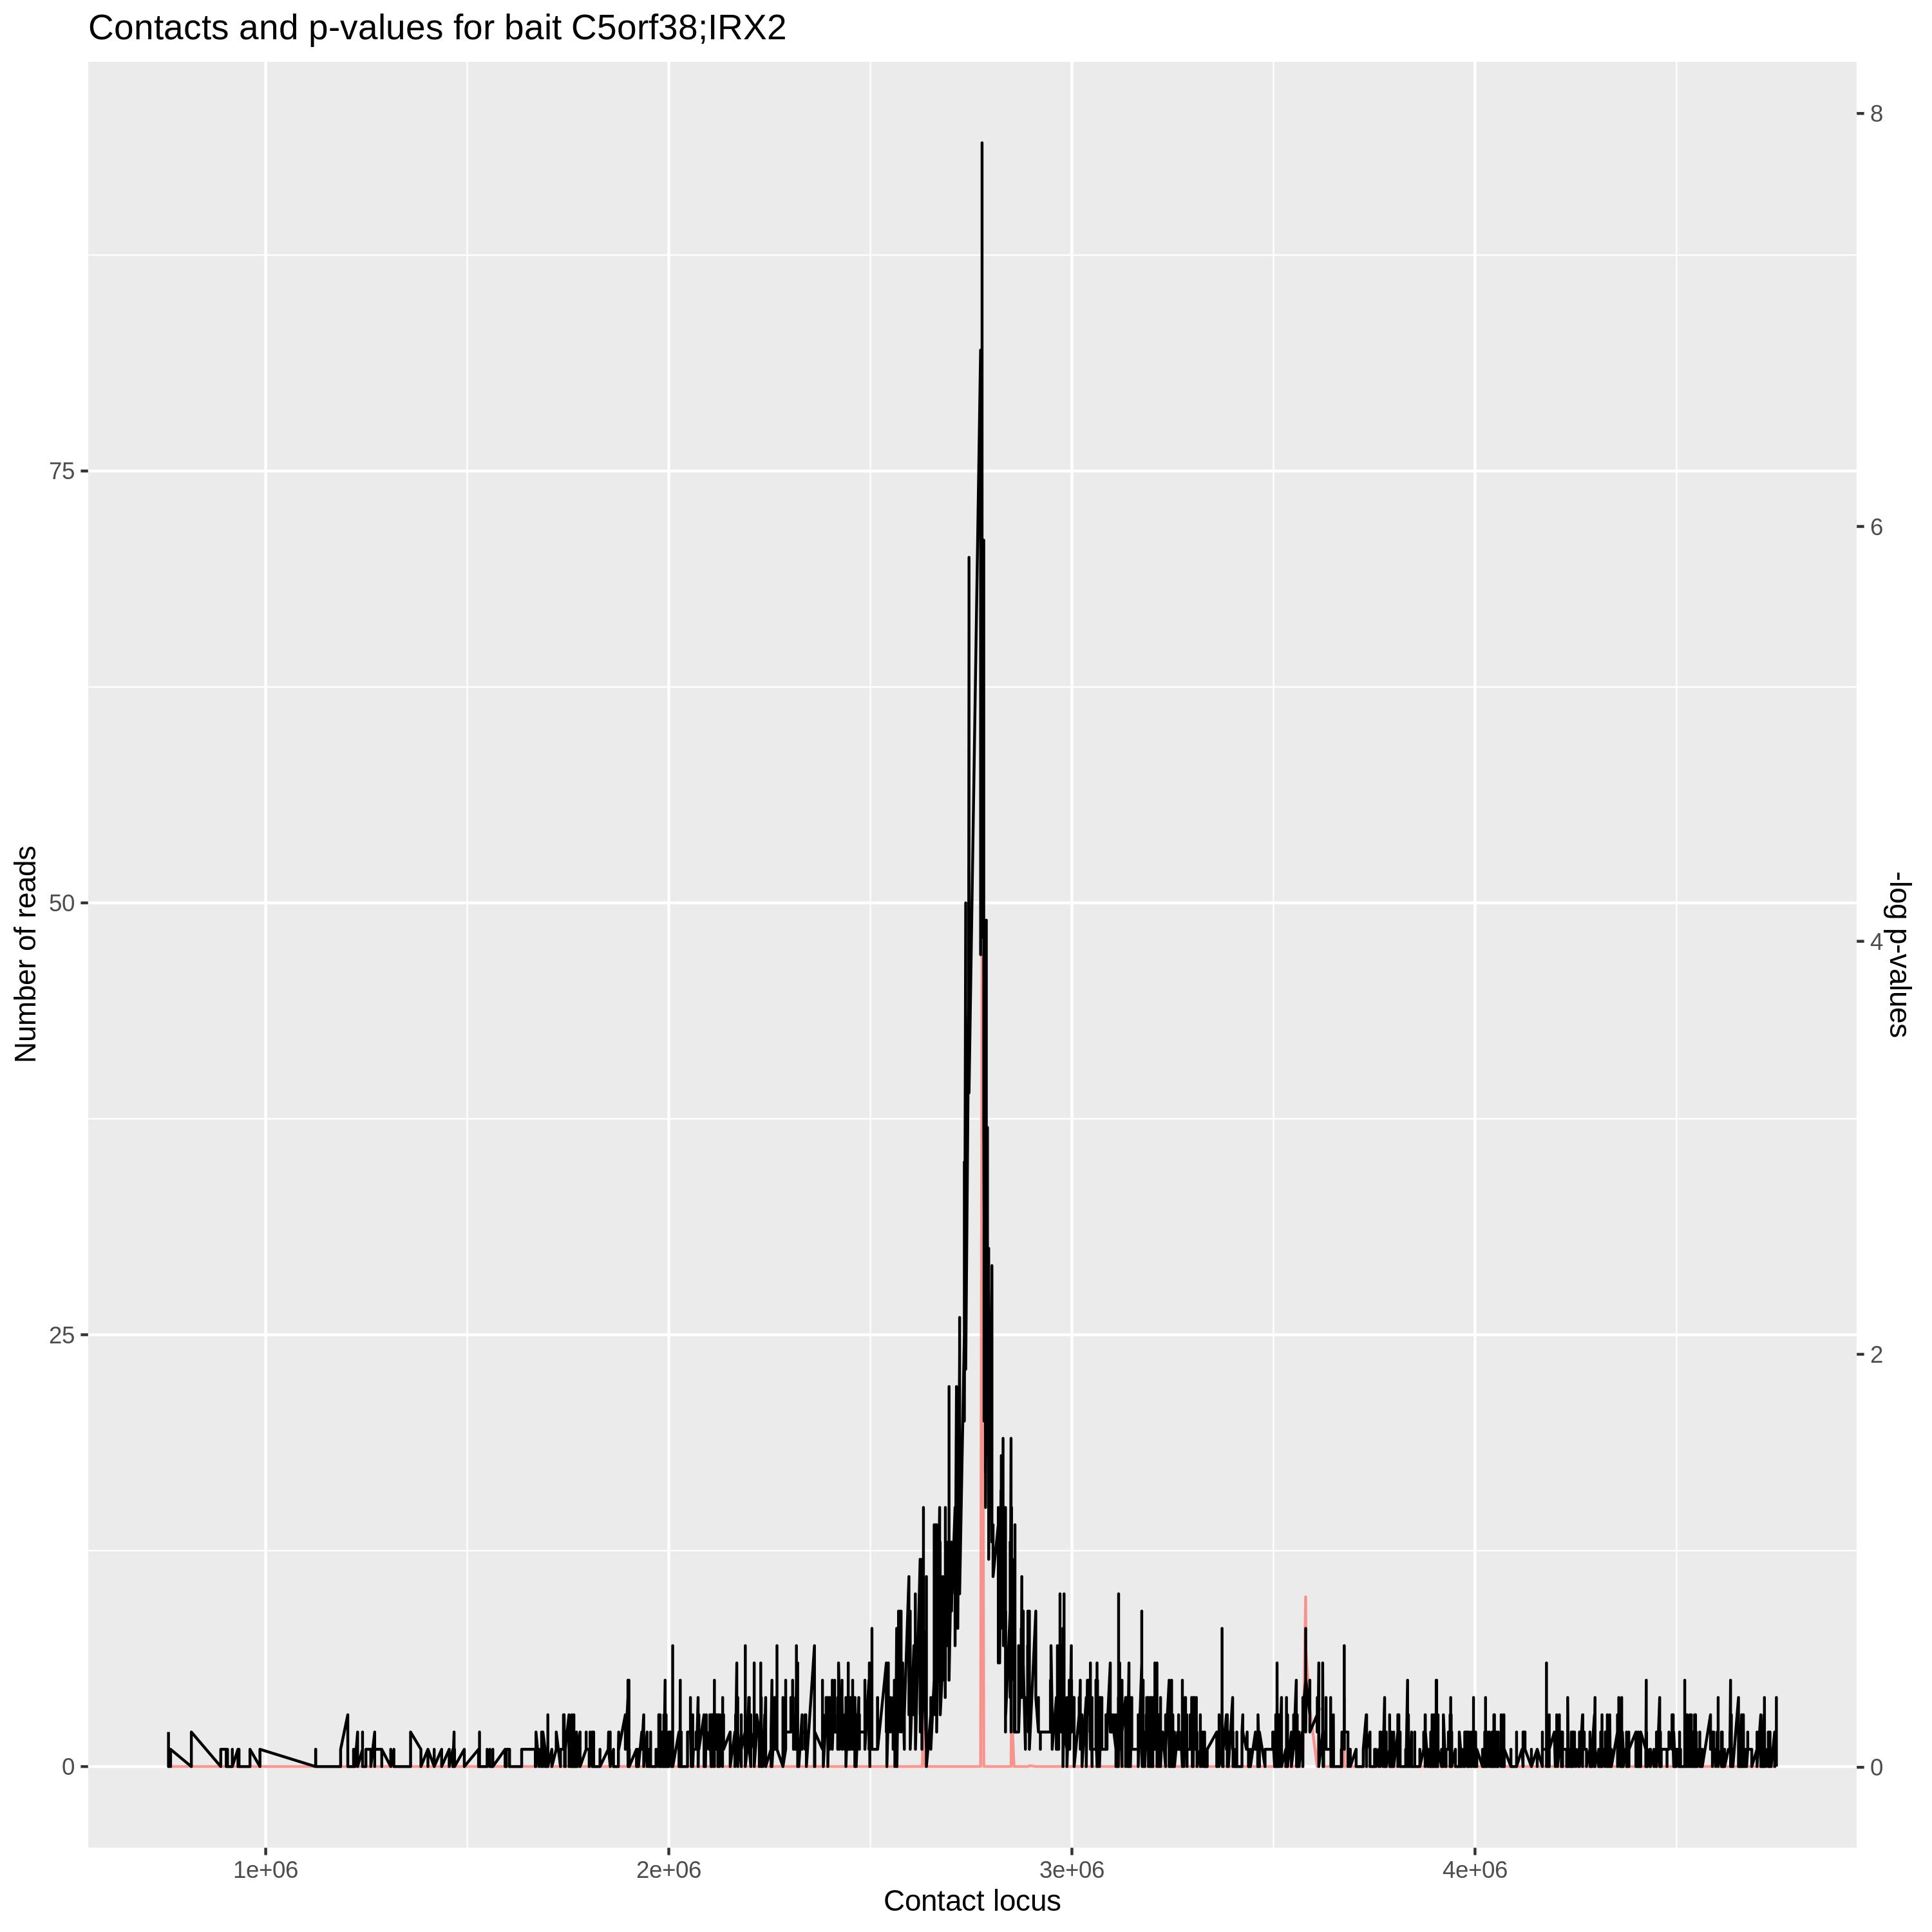 Contacts and p-values for bait C5orf38;IRX2
8
75
6
Number of reads
50
4
-log p-values
25
2
0
0
1e+06
2e+06
3e+06
4e+06
Contact locus